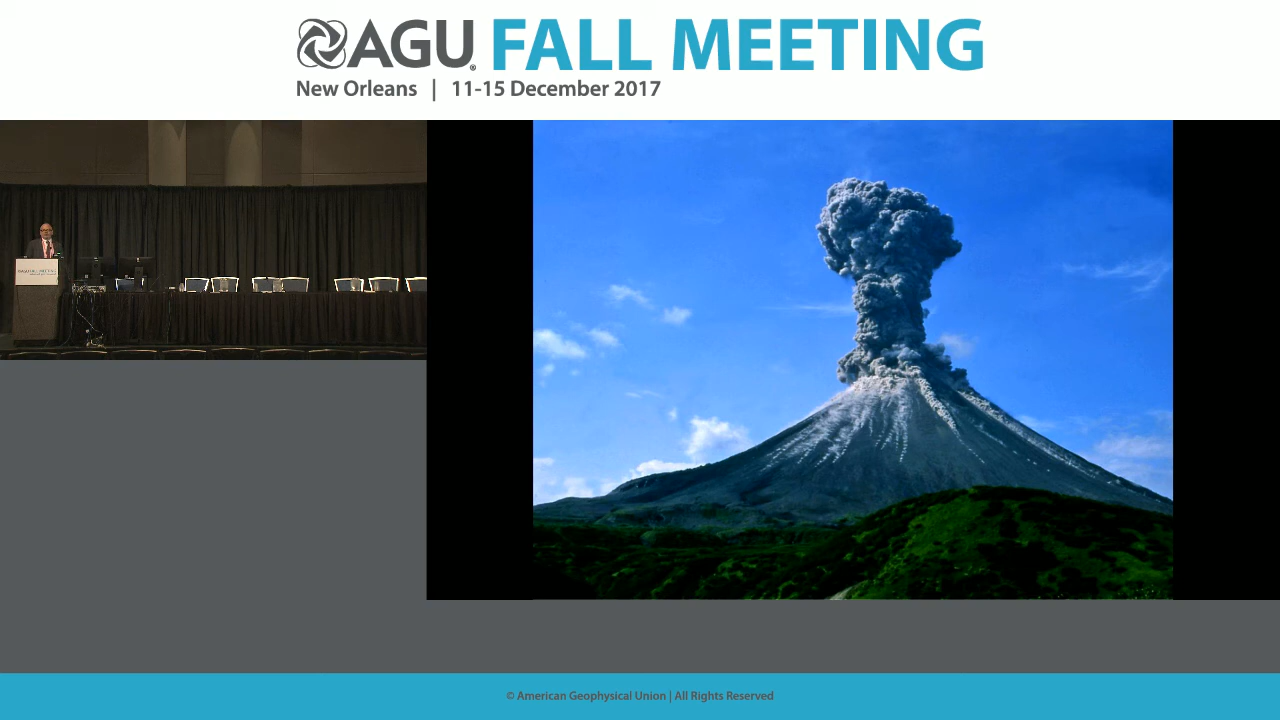 AGU FALL MEETING
New Orleans | 11-15 December 2017
© American Geophysical Union | All Rights Reserved